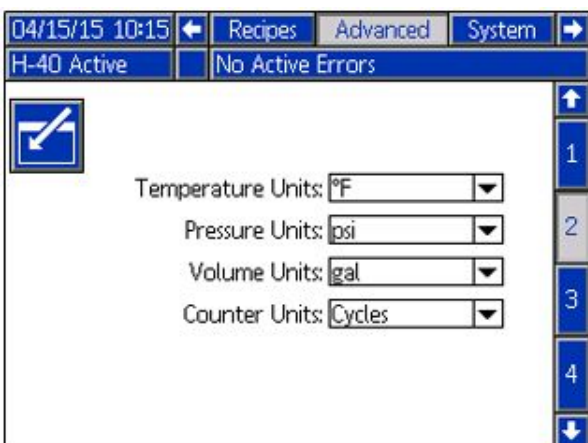 04/15/15 10:15 Recipes Advanced System
H-40 Active No Active Errors
1
Temperature Units: °F
2
Pressure Units: psi
Volume Units: gal
3
Counter Units: Cycles
4